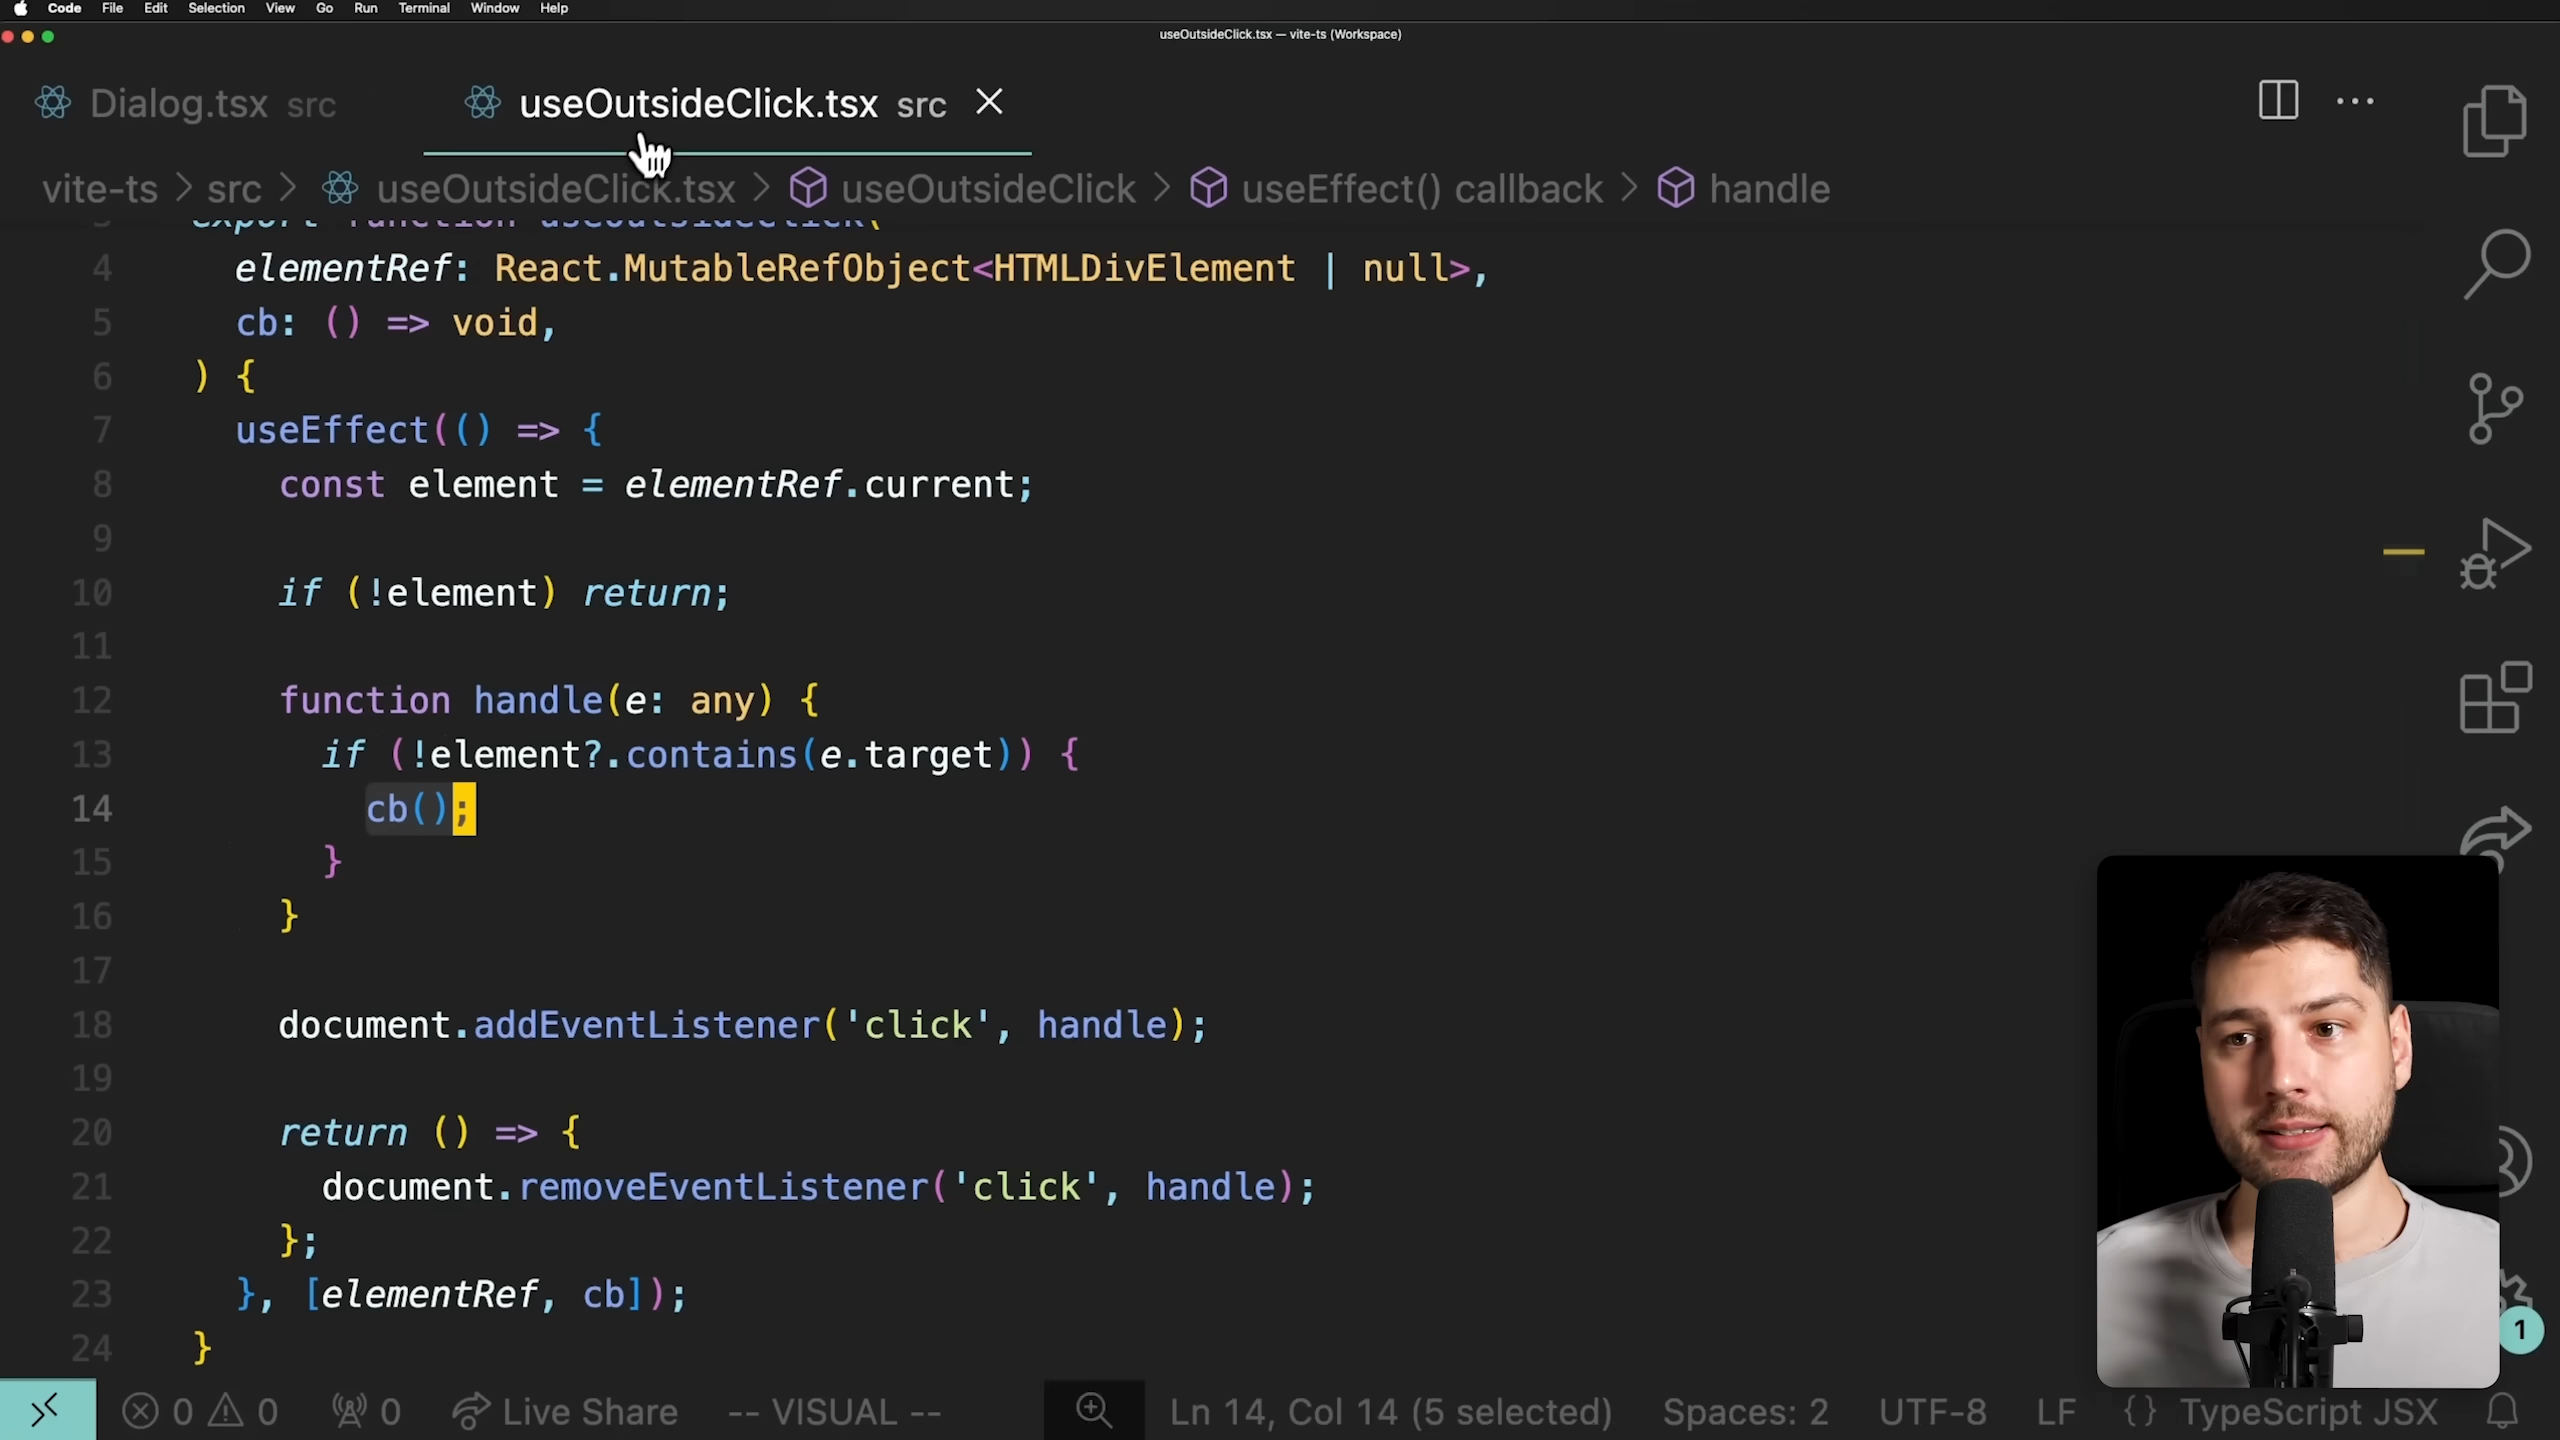 Code File Edit Selection View Go Run Terminal Window Help
useOutsideClick.tsx — vite-ts (Workspace)
Dialog.tsx src useOutsideClick.tsx src
vite-ts > src > useOutsideClick.tsx > useOutsideClick > useEffect() callback > handle
3 export function useOutsideClick(
4 elementRef: React.MutableRefObject<HTMLDivElement | null>,
5 cb: () => void,
6 ) {
7 useEffect(() => {
8 const element = elementRef.current;
9
10 if (!element) return;
11
12 function handle(e: any) {
13 if (!element?.contains(e.target)) {
14 cb();
15 }
16 }
17
18 document.addEventListener('click', handle);
19
20 return () => {
21 document.removeEventListener('click', handle);
22 };
23 }, [elementRef, cb]);
24 }
1
0 0 0 Live Share -- VISUAL -- Ln 14, Col 14 (5 selected) Spaces: 2 UTF-8 LF {} TypeScript JSX